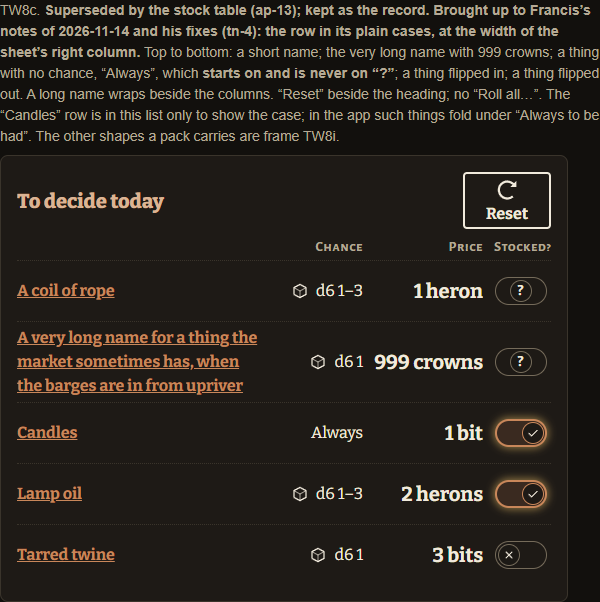 TW8c. Superseded by the stock table (ap-13); kept as the record. Brought up to Francis’s
notes of 2026-11-14 and his fixes (tn-4): the row in its plain cases, at the width of the
sheet’s right column. Top to bottom: a short name; the very long name with 999 crowns; a thing
with no chance, “Always”, which starts on and is never on “?”; a thing flipped in; a thing flipped
out. A long name wraps beside the columns. “Reset” beside the heading; no “Roll all…”. The
“Candles” row is in this list only to show the case; in the app such things fold under “Always to be
had”. The other shapes a pack carries are frame TW8i.
To decide today
Reset
Chance Price Stocked?
A coil of rope d6 1–3 1 heron ?
A very long name for a thing the
market sometimes has, when d6 1 999 crowns ?
the barges are in from upriver
Candles Always 1 bit
Lamp oil d6 1–3 2 herons
Tarred twine d6 1 3 bits